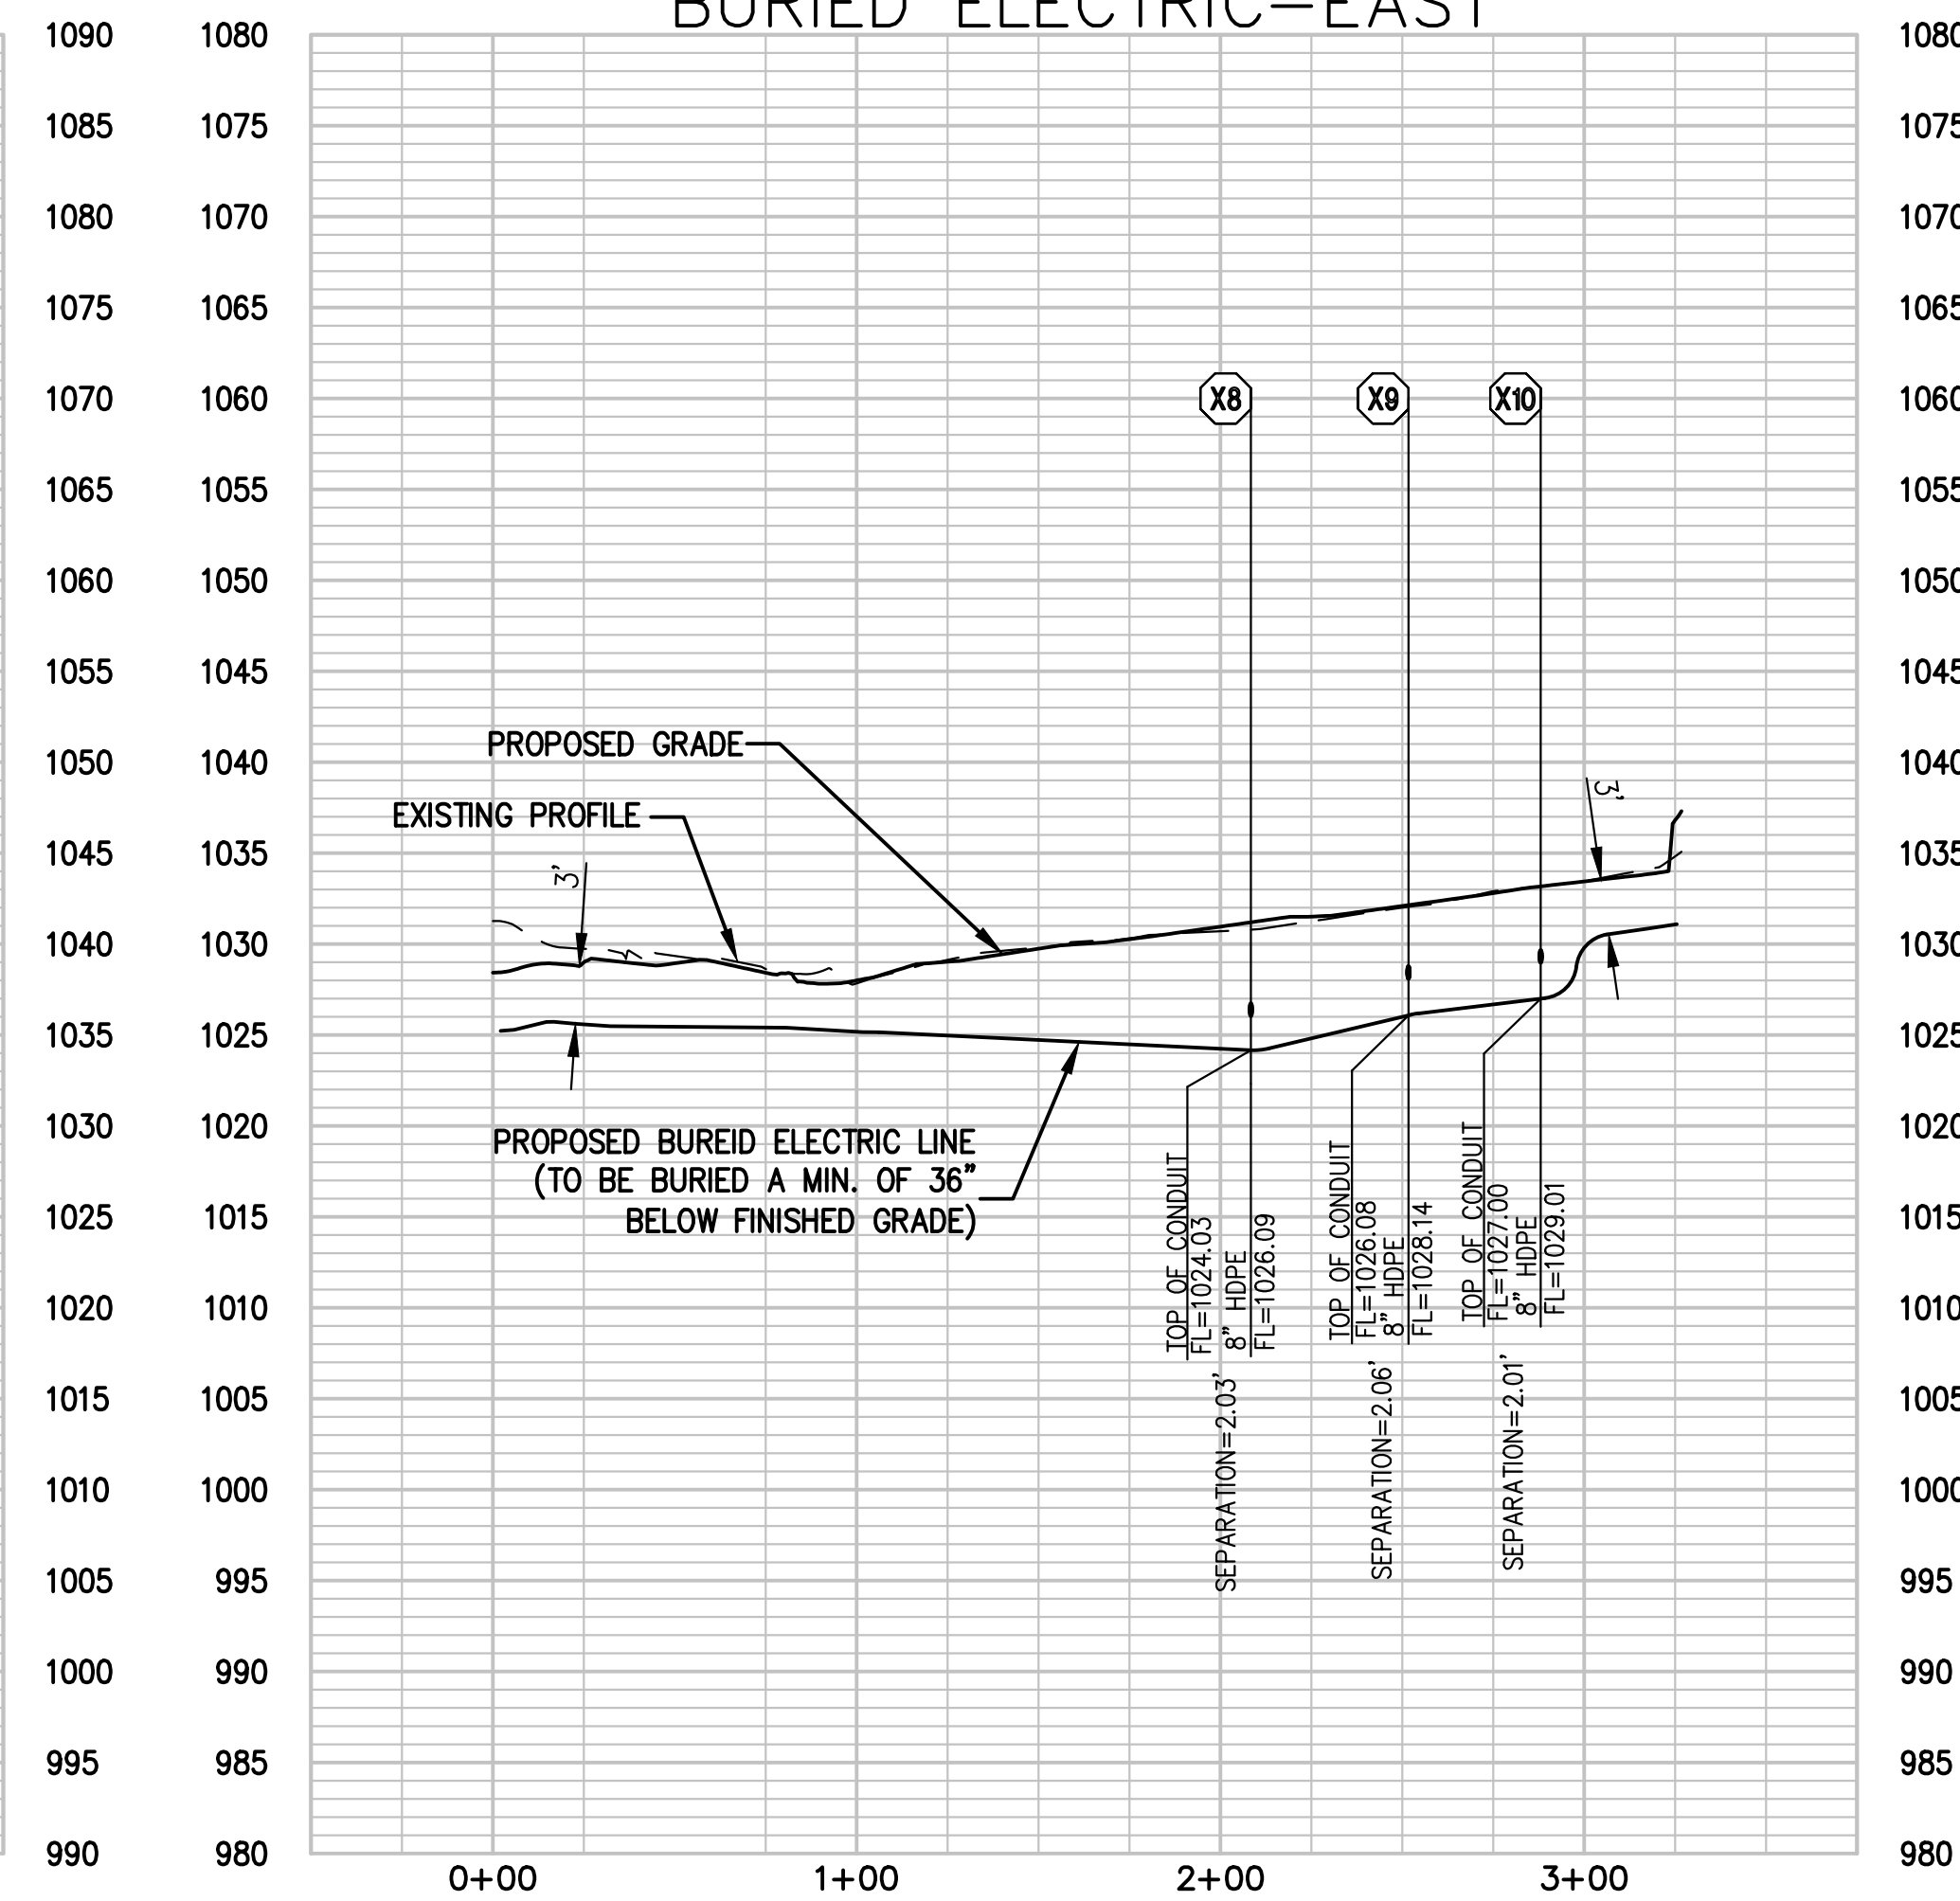 BURIED ELECTRIC-EAST
1090 1080 1080
1085 1075 1075
1080 1070 1070
1075 1065 1065
1070 1060 1060
X8 X9 X10
1065 1055 1055
1060 1050 1050
1055 1045 1045
1050 1040 1040
PROPOSED GRADE
EXISTING PROFILE
3'
3'
1045 1035 1035
1040 1030 1030
1035 1025 1025
1030 1020 1020
PROPOSED BUREID ELECTRIC LINE
(TO BE BURIED A MIN. OF 36"
BELOW FINISHED GRADE)
1025 1015 1015
TOP OF CONDUIT
FL=1024.03
8" HDPE
FL=1026.09
SEPARATION=2.03'
TOP OF CONDUIT
FL=1026.08
8" HDPE
FL=1028.14
SEPARATION=2.06'
TOP OF CONDUIT
FL=1027.00
8" HDPE
FL=1029.01
SEPARATION=2.01'
1020 1010 1010
1015 1005 1005
1010 1000 1000
1005 995 995
1000 990 990
995 985 985
990 980 980
0+00 1+00 2+00 3+00